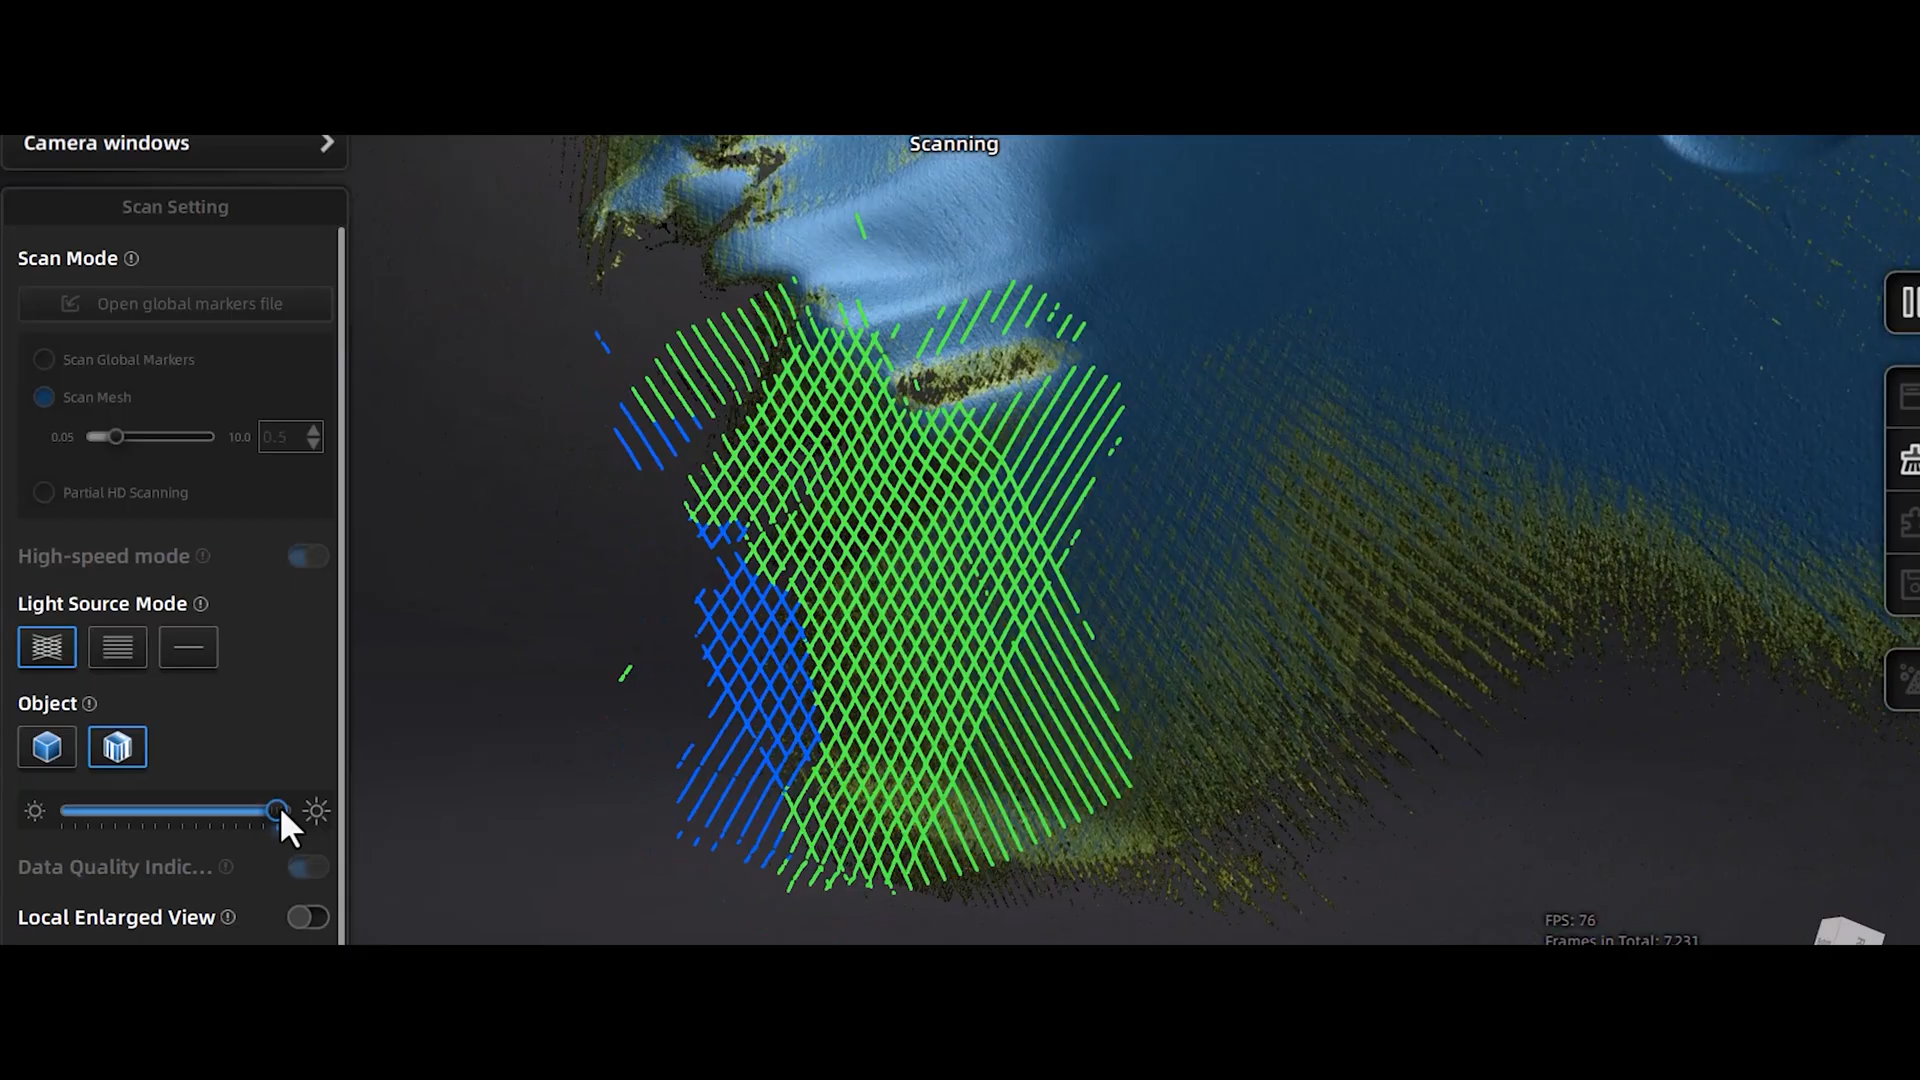 Camera windows
Scanning
Scan Setting
Scan Mode
Open global markers file
Scan Global Markers
Scan Mesh
0.05
10.0
0.5
Partial HD Scanning
High-speed mode
Light Source Mode
Object
Data Quality Indic...
Local Enlarged View
FPS: 76
Frames in Total: 7231